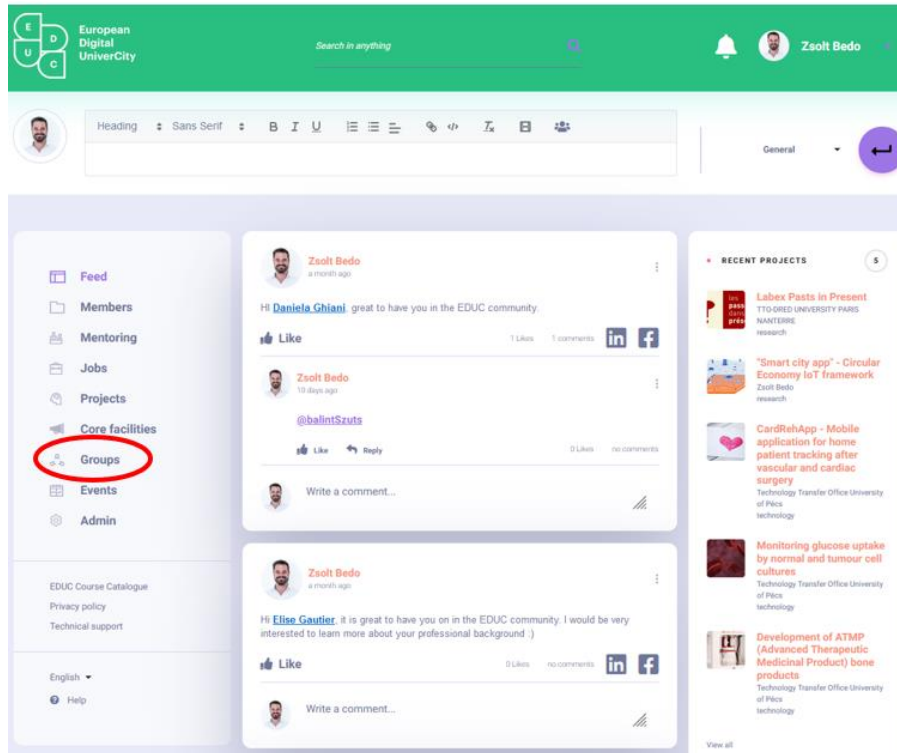 E
D
U
C
European
Digital
UniverCity
Search in anything
Zsolt Bedo
Heading
Sans Serif
B I U
General
Feed
Members
Mentoring
Jobs
Projects
Core facilities
Groups
Events
Admin
EDUC Course Catalogue
Privacy policy
Technical support
English
Help
Zsolt Bedo
a month ago
Hi Daniela Ghiani, great to have you in the EDUC community.
Like
1 Likes 1 comments in f
Zsolt Bedo
19 days ago
@balintSzuts
Like Reply
0 Likes no comments
Write a comment...
Zsolt Bedo
a month ago
Hi Elise Gautier, it is great to have you on in the EDUC community. I would be very
interested to learn more about your professional background :)
Like
0 Likes no comments in f
Write a comment...
RECENT PROJECTS 5
les
pass
dans
prés
Labex Pasts in Present
TTO-DRED UNIVERSITY PARIS
NANTERRE
research
"Smart city app" - Circular
Economy IoT framework
Zsolt Bedo
research
CardRehApp - Mobile
application for home
patient tracking after
vascular and cardiac
surgery
Technology Transfer Office University
of Pécs
technology
Monitoring glucose uptake
by normal and tumour cell
cultures
Technology Transfer Office University
of Pécs
technology
Development of ATMP
(Advanced Therapeutic
Medicinal Product) bone
products
Technology Transfer Office University
of Pécs
technology
View all